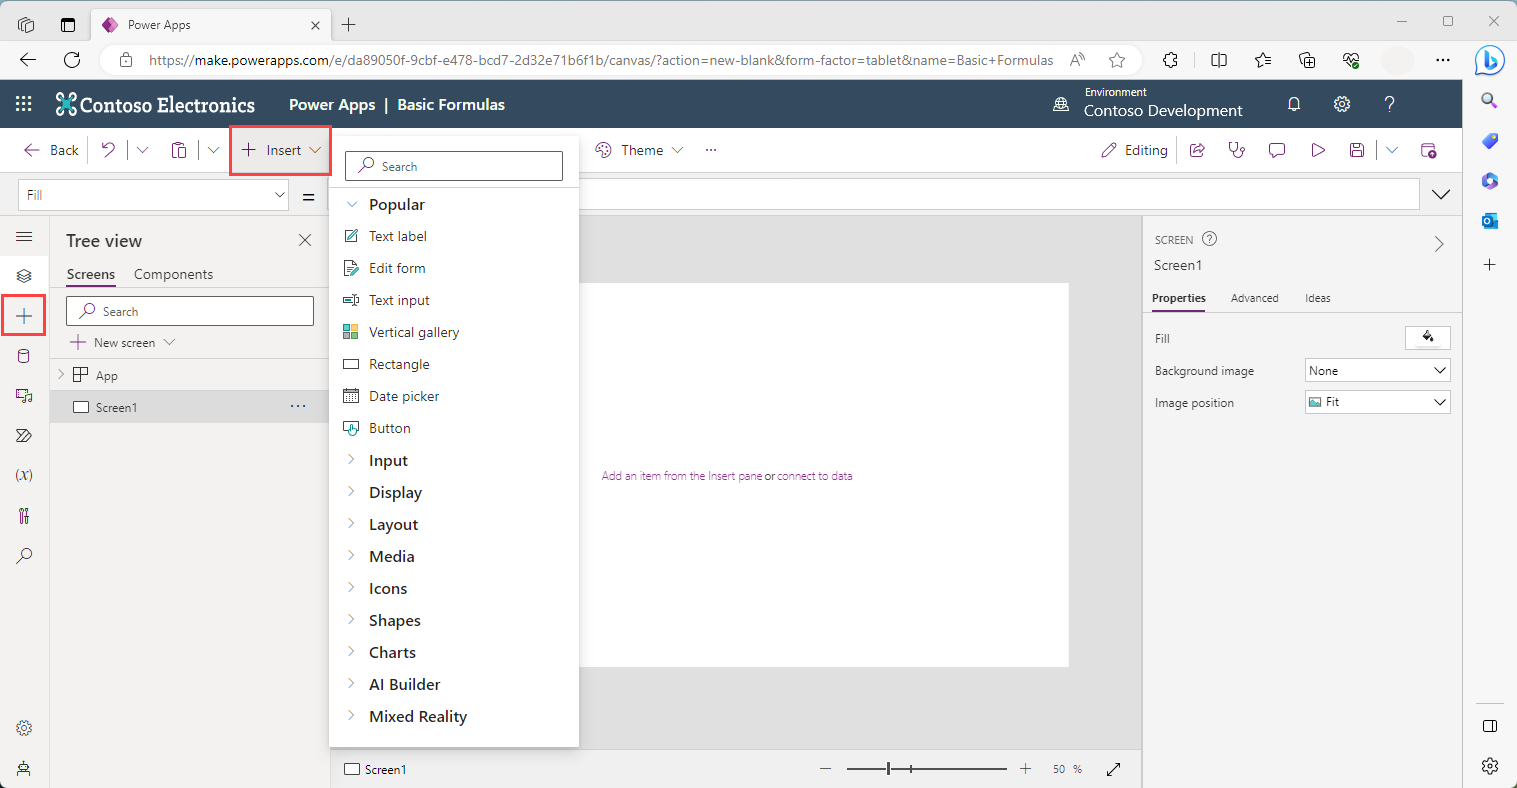 Power Apps
https://make.powerapps.com/e/da89050f-9cbf-e478-bcd7-2d32e71b6f1b/canvas/?action=new-blank&form-factor=tablet&name=Basic+Formulas
Contoso Electronics Power Apps | Basic Formulas
Environment
Contoso Development
Back
Insert
Theme
Editing
Fill
=
Tree view
Screens Components
Search
New screen
App
Screen1
Search
Popular
Text label
Edit form
Text input
Vertical gallery
Rectangle
Date picker
Button
Input
Display
Layout
Media
Icons
Shapes
Charts
AI Builder
Mixed Reality
Add an item from the Insert pane or connect to data
Screen1
50 %
SCREEN
Screen1
Properties Advanced Ideas
Fill
Background image None
Image position Fit